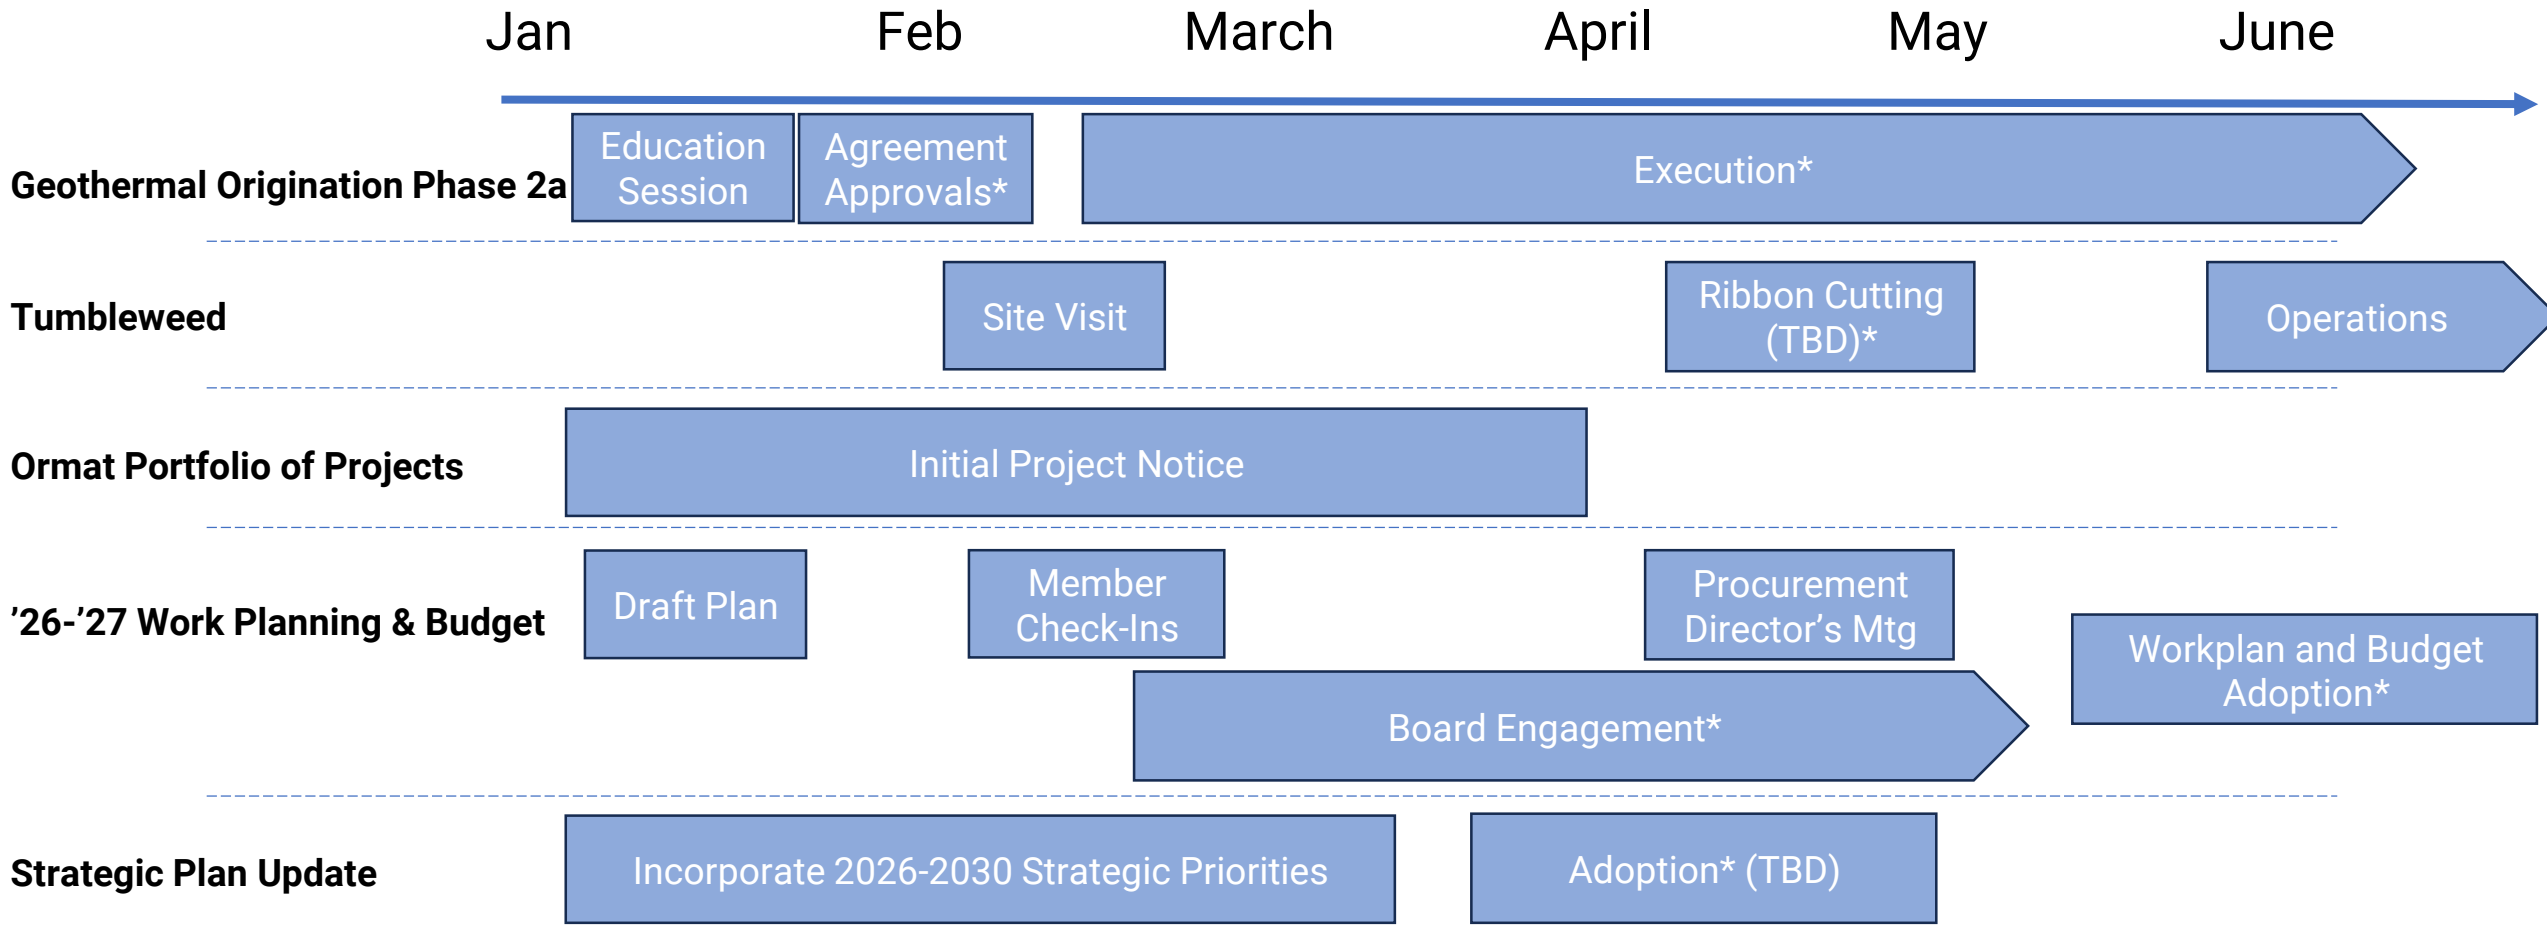 Jan Feb March April May June
Geothermal Origination Phase 2a
Education
Session
Agreement
Approvals*
Execution*
Tumbleweed
Site Visit
Ribbon Cutting
(TBD)*
Operations
Ormat Portfolio of Projects
Initial Project Notice
’26-’27 Work Planning & Budget
Draft Plan
Member
Check-Ins
Procurement
Director’s Mtg
Workplan and Budget
Adoption*
Board Engagement*
Strategic Plan Update
Incorporate 2026-2030 Strategic Priorities
Adoption* (TBD)